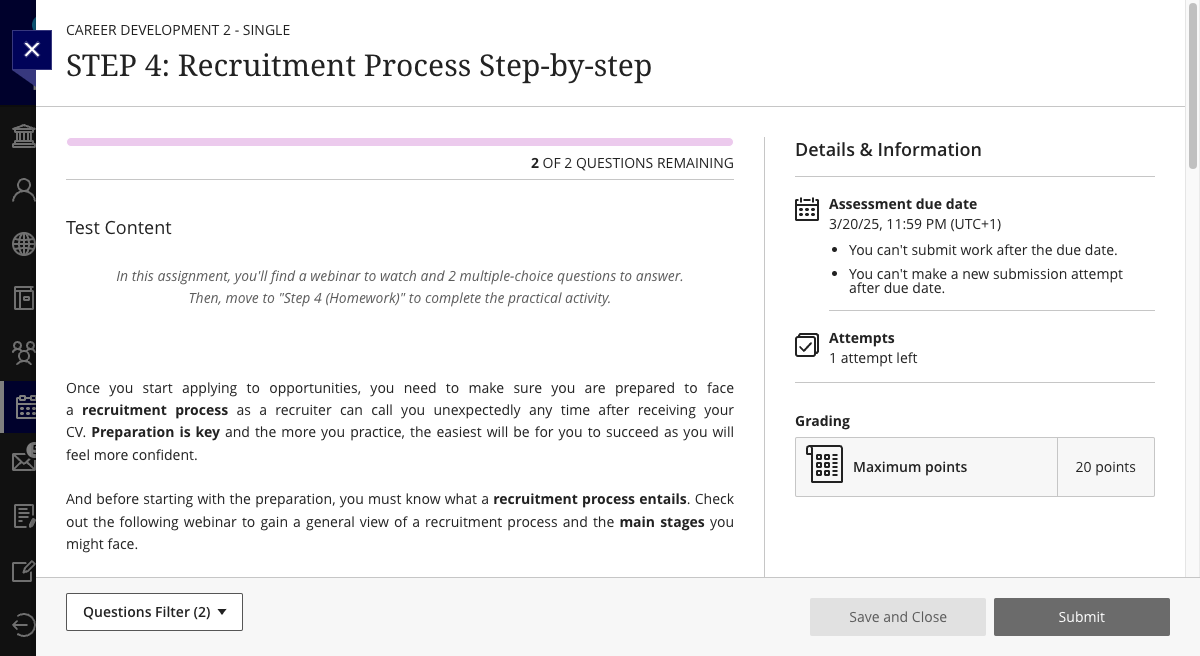 CAREER DEVELOPMENT 2 - SINGLE
STEP 4: Recruitment Process Step-by-step
2 OF 2 QUESTIONS REMAINING
Test Content
In this assignment, you'll find a webinar to watch and 2 multiple-choice questions to answer.
Then, move to "Step 4 (Homework)" to complete the practical activity.
Once you start applying to opportunities, you need to make sure you are prepared to face
a recruitment process as a recruiter can call you unexpectedly any time after receiving your
CV. Preparation is key and the more you practice, the easiest will be for you to succeed as you will
feel more confident.
And before starting with the preparation, you must know what a recruitment process entails. Check
out the following webinar to gain a general view of a recruitment process and the main stages you
might face.
Details & Information
Assessment due date
3/20/25, 11:59 PM (UTC+1)
• You can't submit work after the due date.
• You can't make a new submission attempt
after due date.
Attempts
1 attempt left
Grading
Maximum points
20 points
Questions Filter (2)
Save and Close
Submit